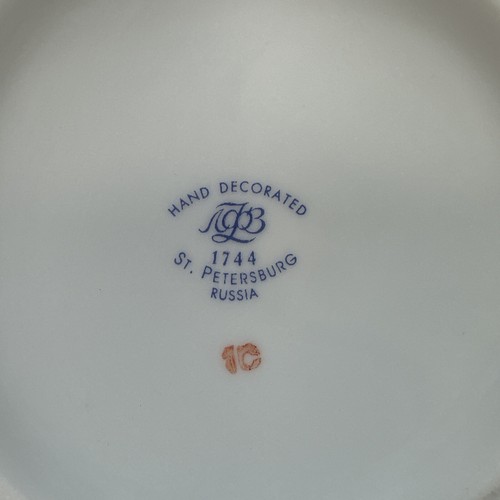 HAND DECORATED
ЛФЗ
1744
ST. PETERSBURG
RUSSIA
1С